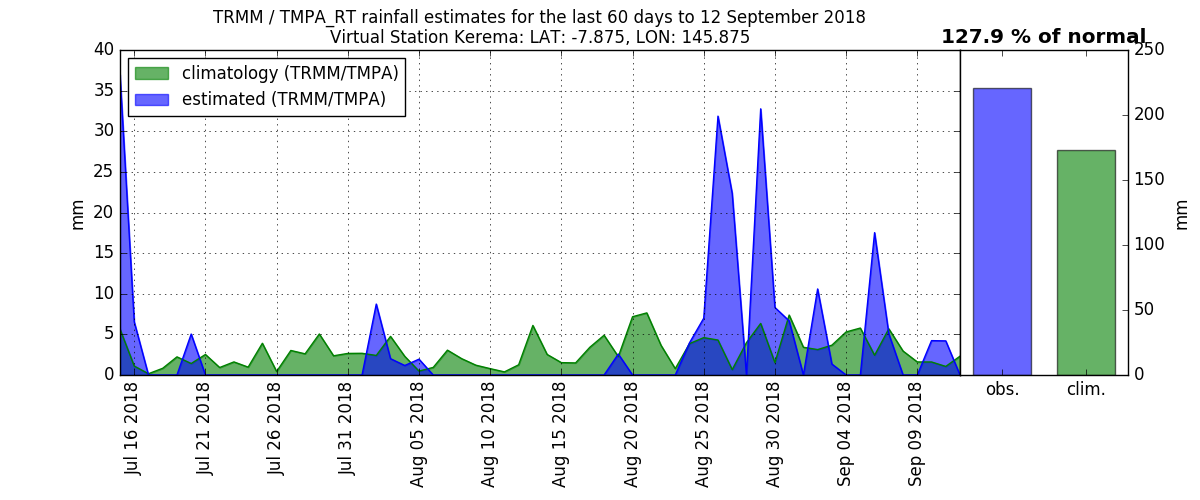 TRMM / TMPA_RT rainfall estimates for the last 60 days to 12 September 2018
Virtual Station Kerema: LAT: -7.875, LON: 145.875
127.9 % of normal
climatology (TRMM/TMPA)
estimated (TRMM/TMPA)
40
35
30
25
20
15
10
5
0
mm
Jul 16 2018
Jul 21 2018
Jul 26 2018
Jul 31 2018
Aug 05 2018
Aug 10 2018
Aug 15 2018
Aug 20 2018
Aug 25 2018
Aug 30 2018
Sep 04 2018
Sep 09 2018
250
200
150
100
50
0
mm
obs.
clim.